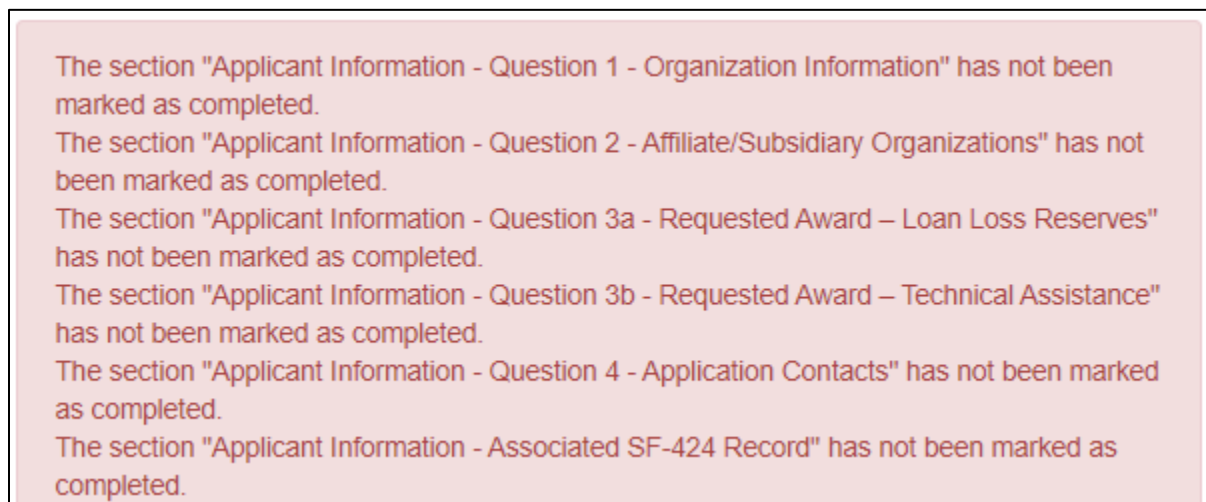 The section "Applicant Information - Question 1 - Organization Information" has not been
marked as completed.
The section "Applicant Information - Question 2 - Affiliate/Subsidiary Organizations" has not
been marked as completed.
The section "Applicant Information - Question 3a - Requested Award – Loan Loss Reserves"
has not been marked as completed.
The section "Applicant Information - Question 3b - Requested Award – Technical Assistance"
has not been marked as completed.
The section "Applicant Information - Question 4 - Application Contacts" has not been marked
as completed.
The section "Applicant Information - Associated SF-424 Record" has not been marked as
completed.